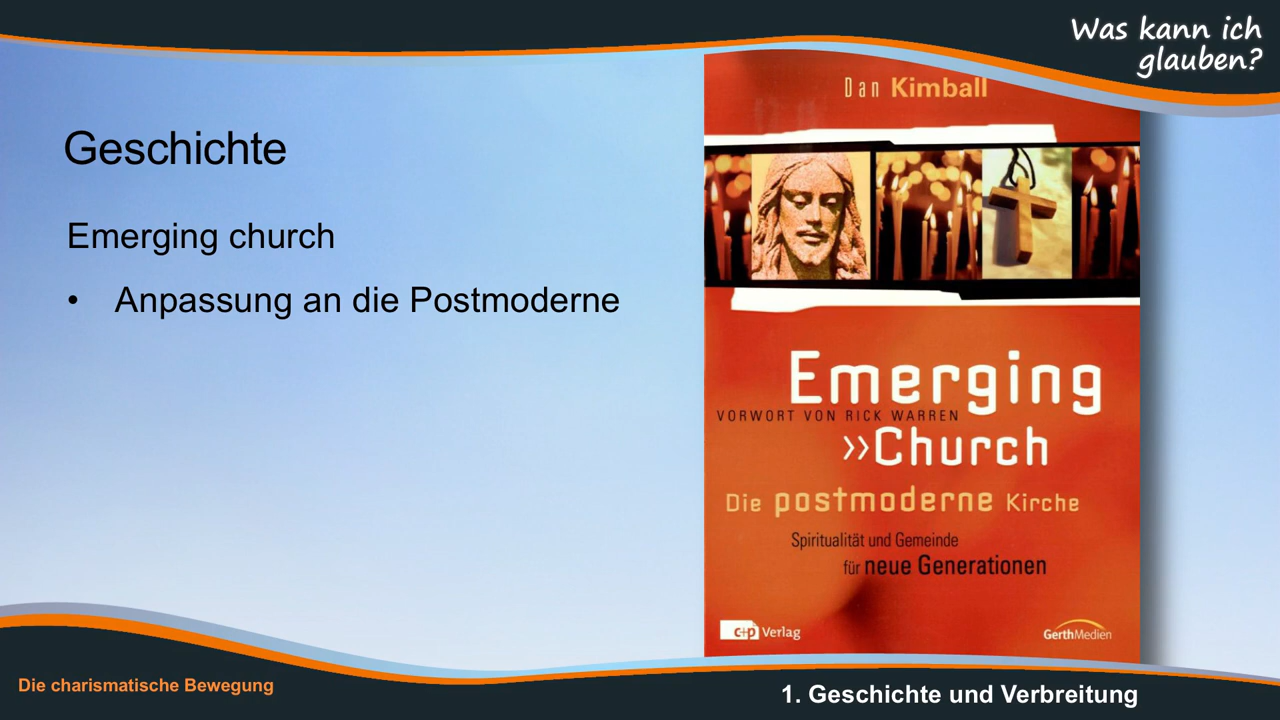 Was kann ich
glauben?
Geschichte
Emerging church
• Anpassung an die Postmoderne
Dan Kimball
Emerging
VORWORT VON RICK WARREN
»Church
Die postmoderne Kirche
Spiritualität und Gemeinde
für neue Generationen
c+p Verlag
GerthMedien
Die charismatische Bewegung
1. Geschichte und Verbreitung